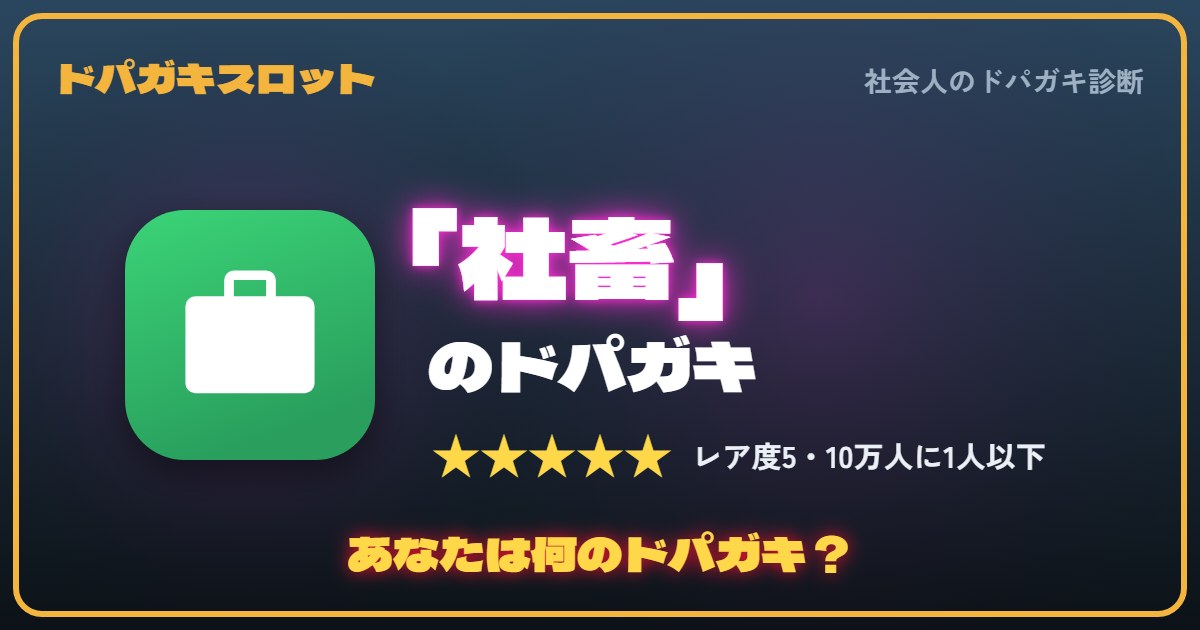 ドパガキスロット
社会人のドパガキ診断
「社畜」
のドパガキ
★★★★★ レア度5・10万人に1人以下
あなたは何のドパガキ？